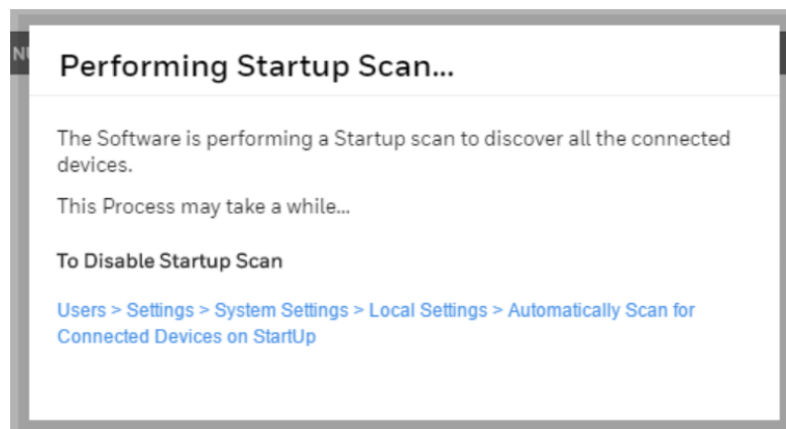 Performing Startup Scan...
The Software is performing a Startup scan to discover all the connected
devices.
This Process may take a while...
To Disable Startup Scan
Users > Settings > System Settings > Local Settings > Automatically Scan for
Connected Devices on StartUp